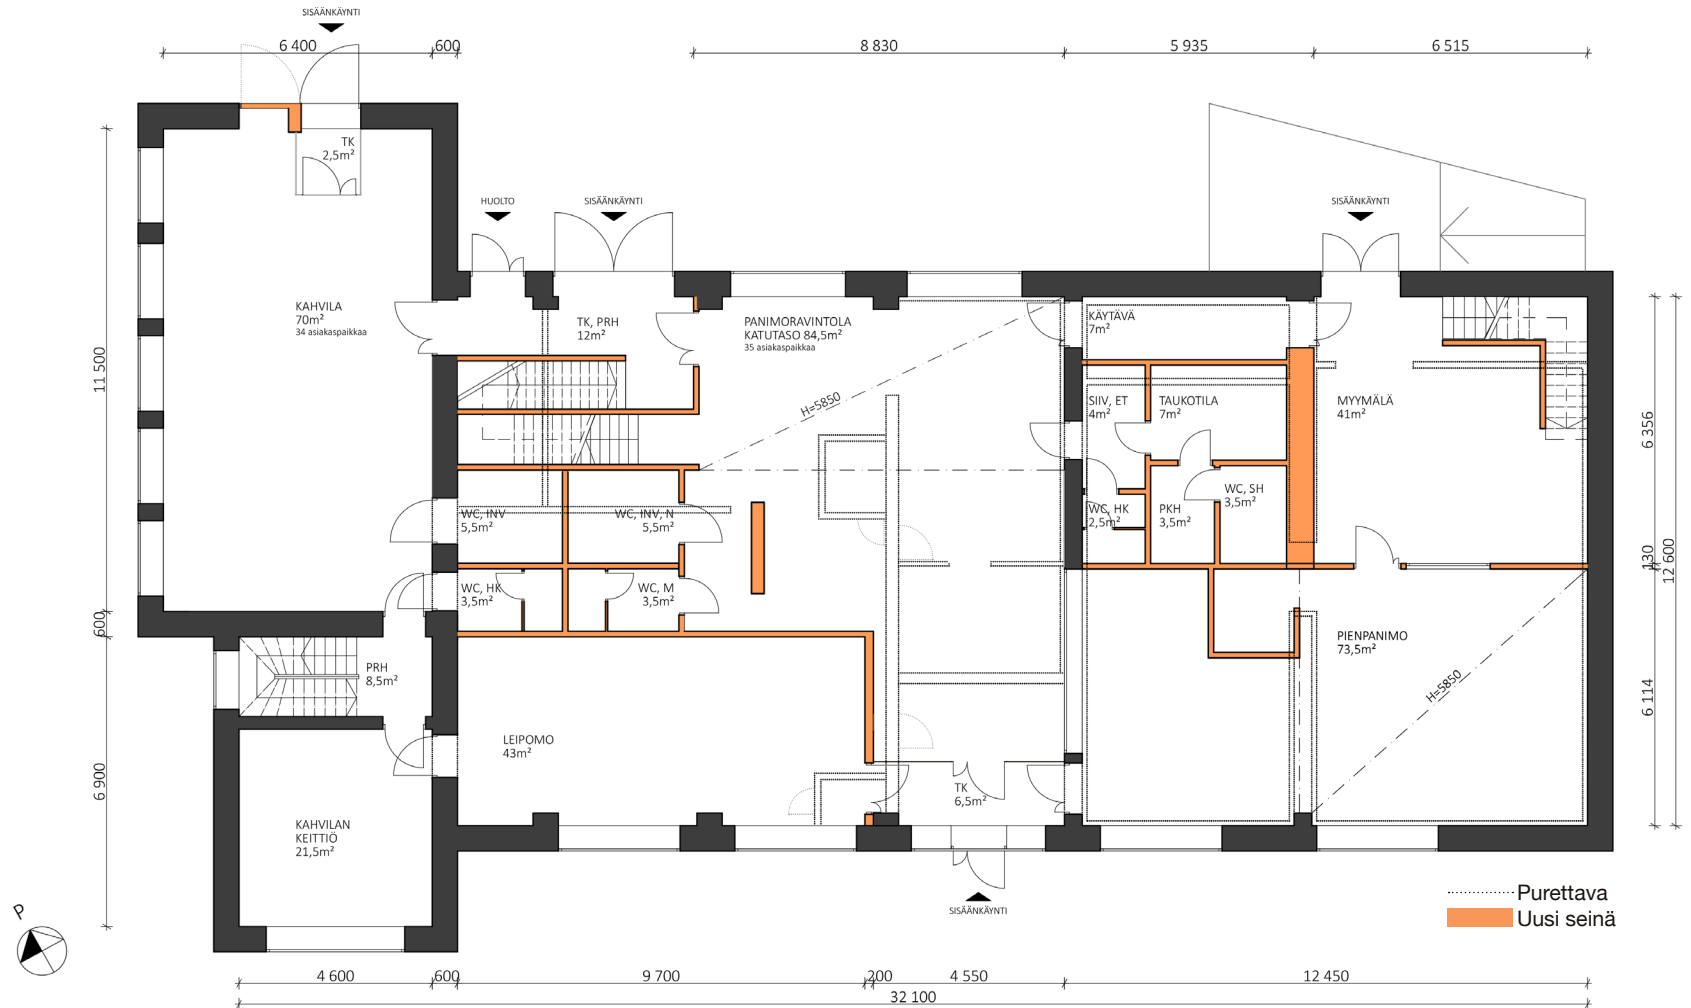 SISÄÄNKÄYNTI
6 400
600
8 830
5 935
6 515
TK
2,5m²
HUOLTO
SISÄÄNKÄYNTI
SISÄÄNKÄYNTI
KAHVILA
70m²
34 asiakaspaikkaa
TK, PRH
12m²
PANIMORAVINTOLA
KATUTASO 84,5m²
35 asiakaspaikkaa
KÄYTÄVÄ
7m²
11 500
H=5850
SIIV, ET
4m²
TAUKOTILA
7m²
MYYMÄLÄ
41m²
6 356
WC, INV
5,5m²
WC, INV, N
5,5m²
WC, HK
2,5m²
PKH
3,5m²
WC, SH
3,5m²
130
12 600
WC, HK
3,5m²
WC, M
3,5m²
600
PRH
8,5m²
PIENPANIMO
73,5m²
H=5850
6 114
LEIPOMO
43m²
TK
6,5m²
6 900
KAHVILAN
KEITTIÖ
21,5m²
SISÄÄNKÄYNTI
P
Purettava
Uusi seinä
4 600
600
9 700
200
4 550
12 450
32 100